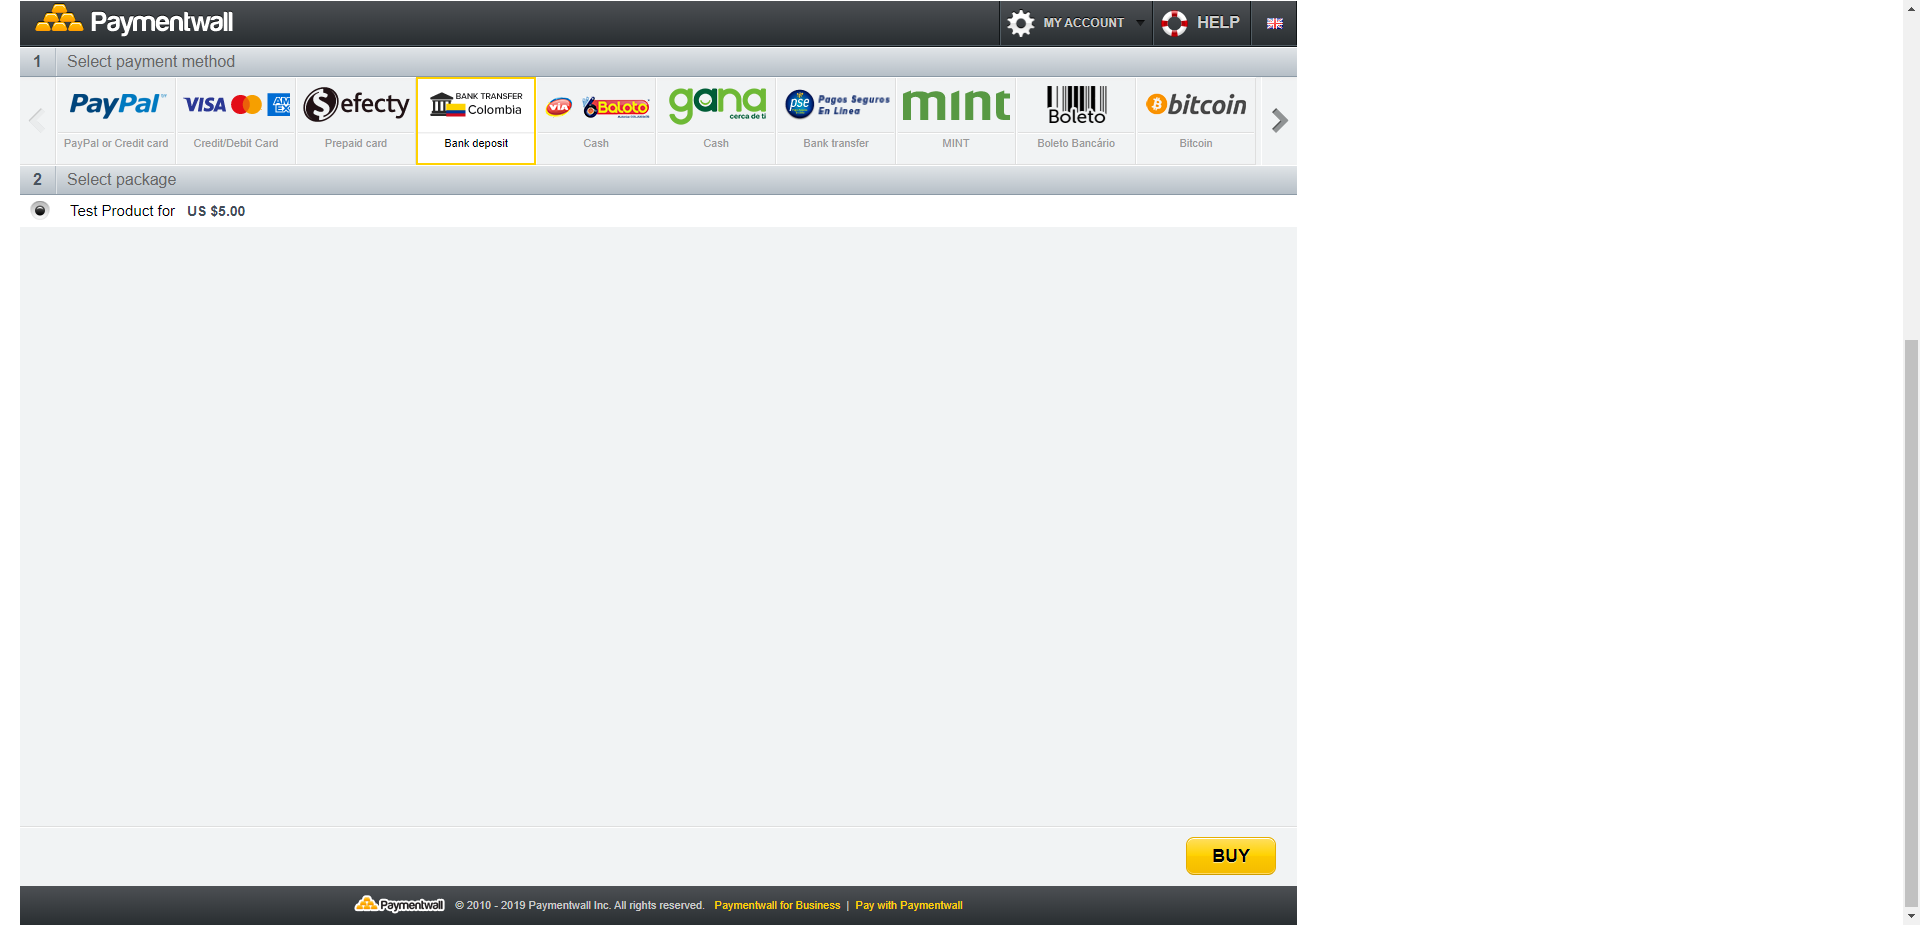 Paymentwall
MY ACCOUNT
HELP
1 Select payment method
PayPal
PayPal or Credit card
VISA AM EX
Credit/Debit Card
efecty
Prepaid card
BANK TRANSFER
Colombia
Bank deposit
VIA Baloto
Cash
gana
cerca de ti
Cash
pse Pagos Seguros
En Linea
Bank transfer
mint
MINT
Boleto
Boleto Bancário
bitcoin
Bitcoin
2 Select package
Test Product for US $5.00
BUY
Paymentwall © 2010 - 2019 Paymentwall Inc. All rights reserved. Paymentwall for Business | Pay with Paymentwall